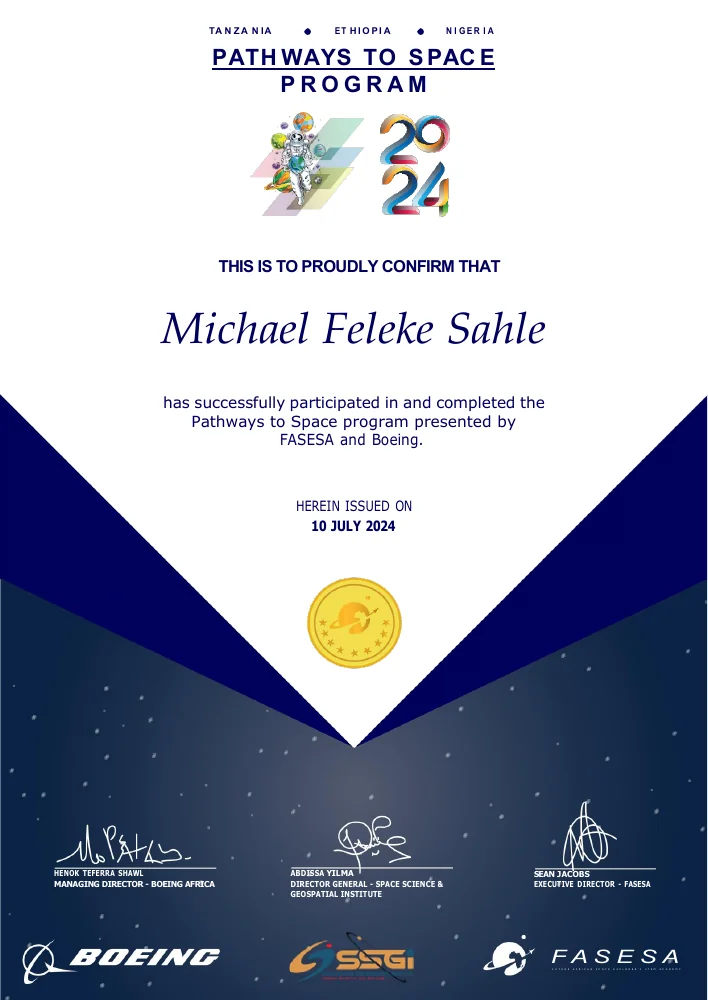 TANZANIA ● ETHIOPIA ● NIGERIA
PATHWAYS TO SPACE
PROGRAM
2024
THIS IS TO PROUDLY CONFIRM THAT
Michael Feleke Sahle
has successfully participated in and completed the
Pathways to Space program presented by
FASESA and Boeing.
HEREIN ISSUED ON
10 JULY 2024
HENOK TEFERRA SHAWL
MANAGING DIRECTOR - BOEING AFRICA
ABDISSA YILMA
DIRECTOR GENERAL - SPACE SCIENCE &
GEOSPATIAL INSTITUTE
SEAN JACOBS
EXECUTIVE DIRECTOR - FASESA
BOEING
SSGI
FASESA